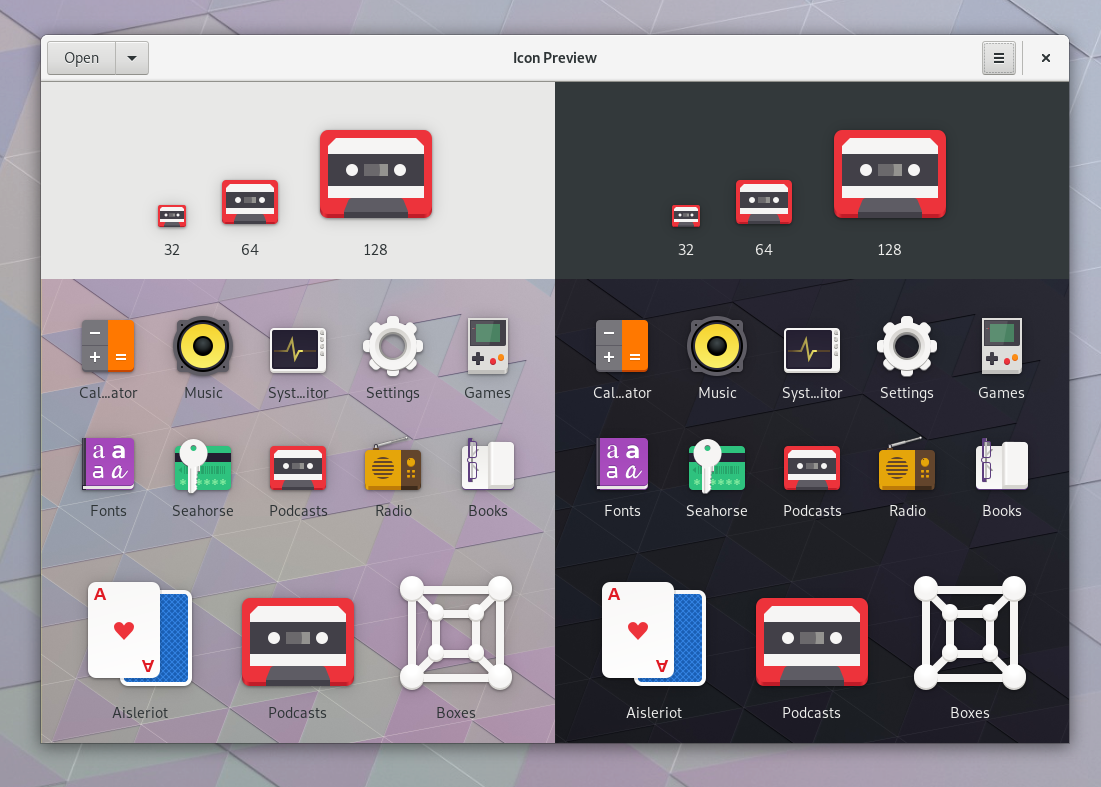 Open
Icon Preview
32 64 128
32 64 128
Cal...ator Music Syst...itor Settings Games
Cal...ator Music Syst...itor Settings Games
a a
a a
a a
a a
Fonts Seahorse Podcasts Radio Books
Fonts Seahorse Podcasts Radio Books
A
A
A
A
Aisleriot Podcasts Boxes
Aisleriot Podcasts Boxes